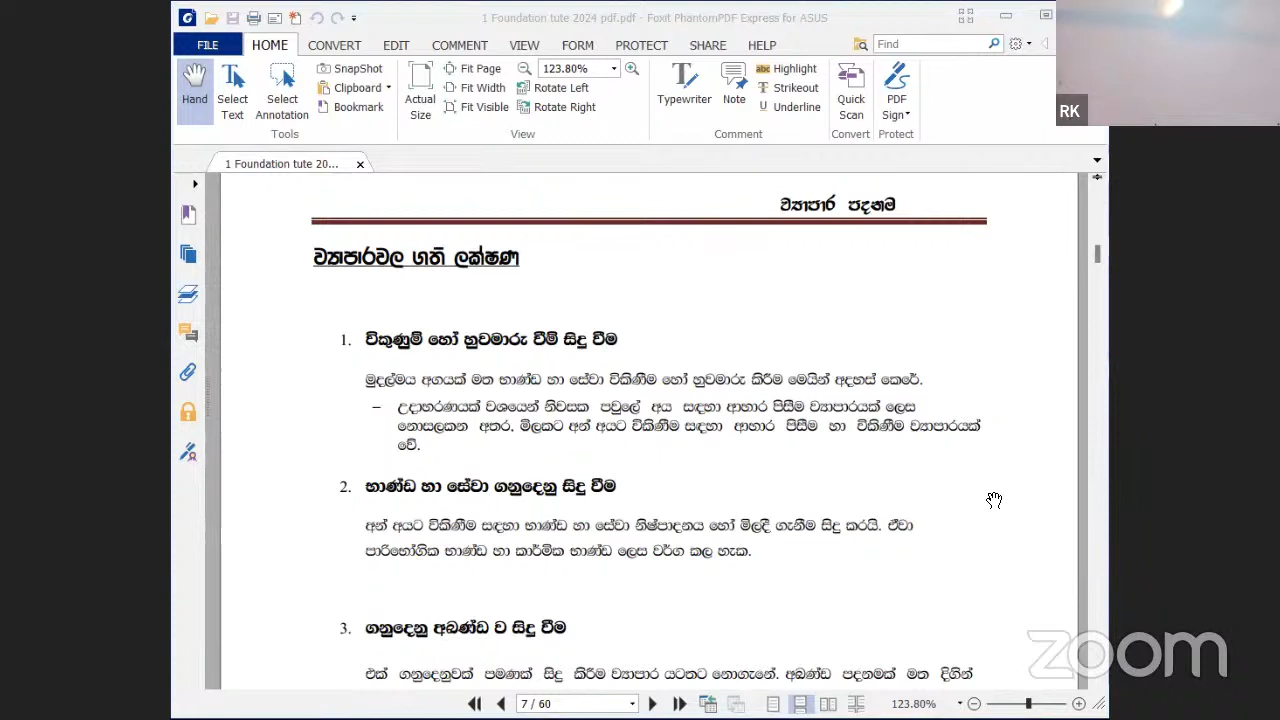 1 Foundation tute 2024 pdf.pdf - Foxit PhantomPDF Express for ASUS
FILE HOME CONVERT EDIT COMMENT VIEW FORM PROTECT SHARE HELP Find
Hand
Select Text
Select Annotation
SnapShot
Clipboard
Bookmark
Tools
Actual Size
Fit Page
Fit Width
Fit Visible
123.80%
Rotate Left
Rotate Right
View
Typewriter
Note
Highlight
Strikeout
Underline
Comment
Quick Scan
Convert
PDF Sign
Protect
RK
1 Foundation tute 20...
ව්‍යාපාර පදනම
ව්‍යාපාරවල ගති ලක්ෂණ
1. විකුණුම් හෝ හුවමාරු වීම් සිදු වීම
මුදල්මය අගයක් මත භාණ්ඩ හා සේවා විකිණීම හෝ හුවමාරු කිරීම මෙයින් අදහස් කෙරේ.
– උදාහරණයක් වශයෙන් නිවසක පවුලේ අය සඳහා ආහාර පිසීම ව්‍යාපාරයක් ලෙස
නොසලකන අතර, මිලකට අන් අයට විකිණීම සඳහා ආහාර පිසීම හා විකිණීම ව්‍යාපාරයක්
වේ.
2. භාණ්ඩ හා සේවා ගනුදෙනු සිදු වීම
අන් අයට විකිණීම සඳහා භාණ්ඩ හා සේවා නිෂ්පාදනය හෝ මිලදී ගැනීම සිදු කරයි. ඒවා
පාරිභෝගික භාණ්ඩ හා කාර්මික භාණ්ඩ ලෙස වර්ග කල හැක.
3. ගනුදෙනු අඛණ්ඩ ව සිදු වීම
එක් ගනුදෙනුවක් පමණක් සිදු කිරීම ව්‍යාපාර යටතට නොගැනේ. අඛණ්ඩ පදනමක් මත දිගින්
zoom
7 / 60
123.80%